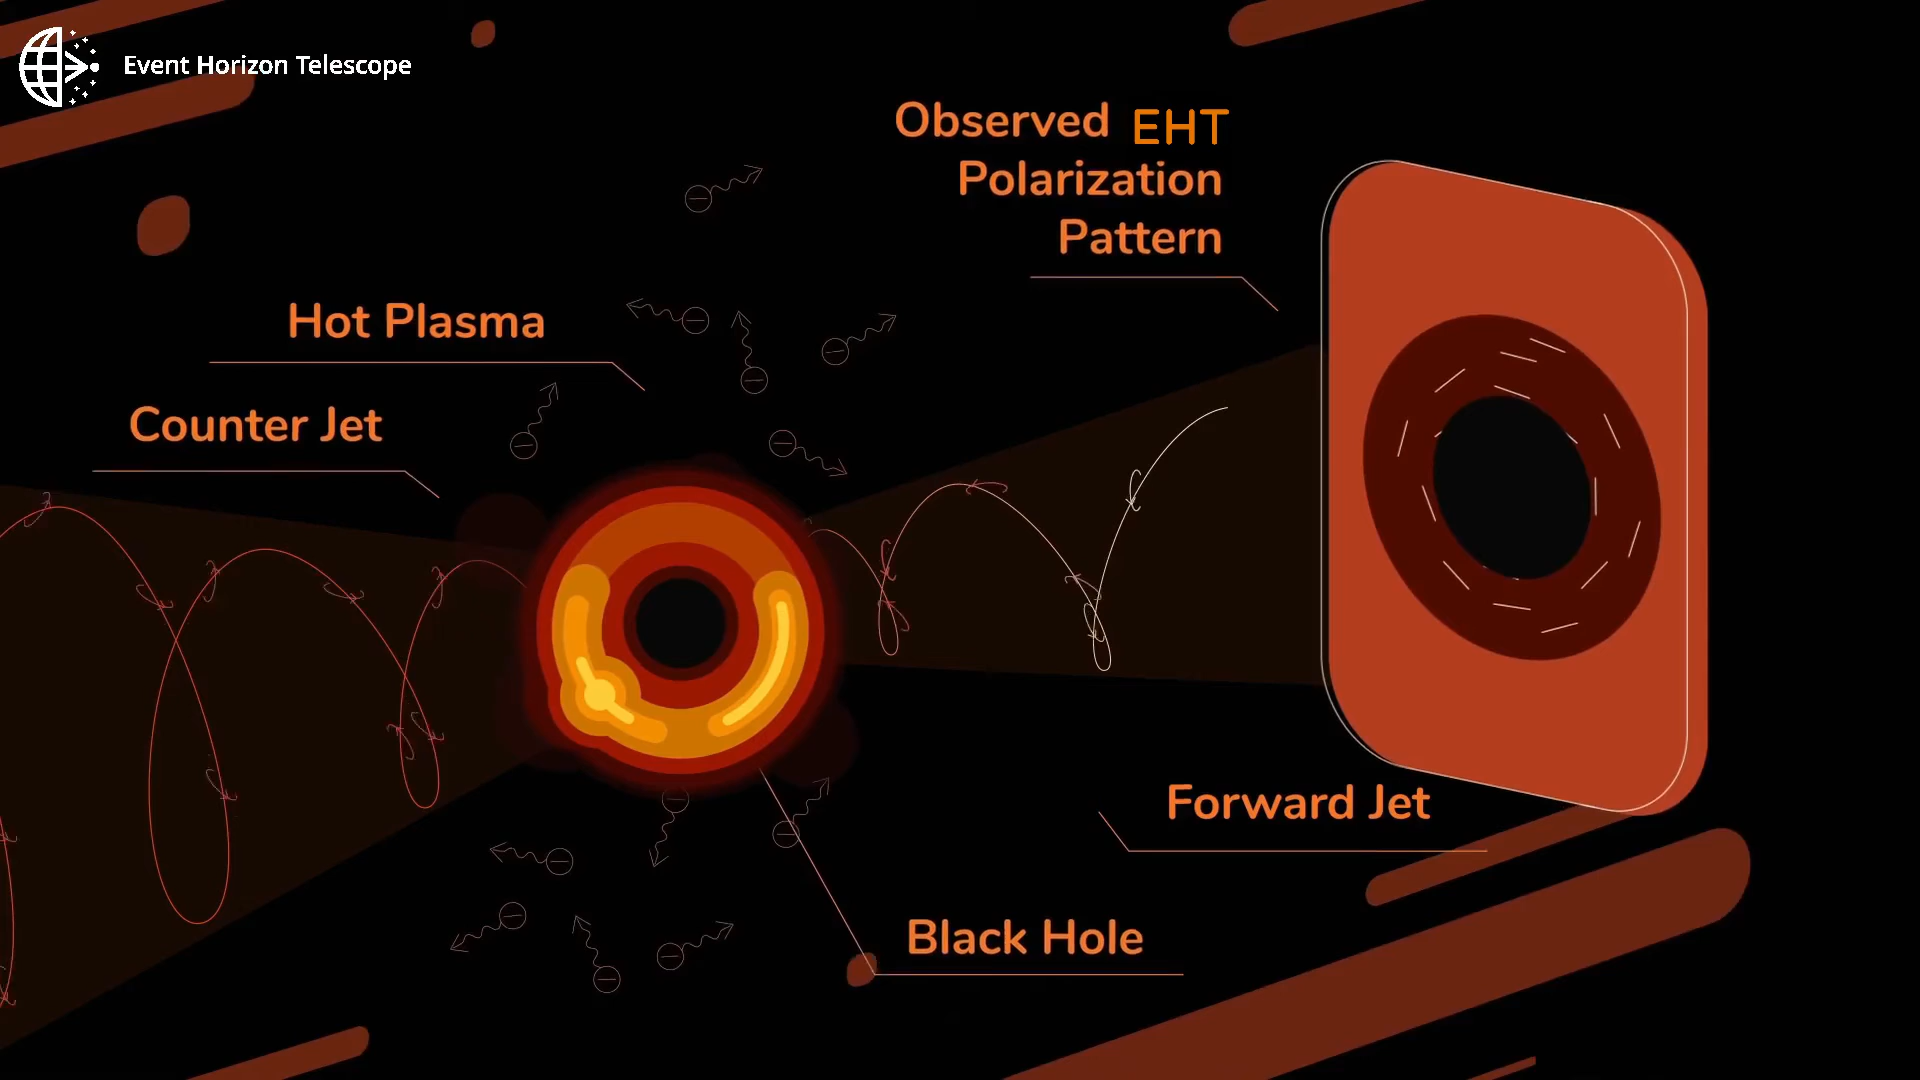 Event Horizon Telescope
Observed EHT
Polarization
Pattern
Hot Plasma
Counter Jet
Forward Jet
Black Hole